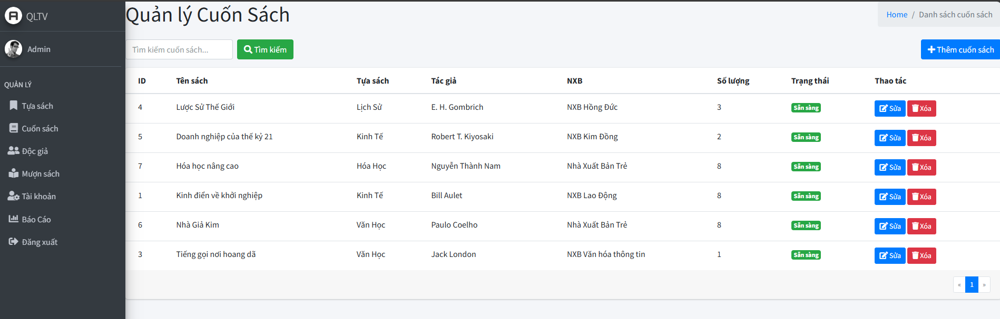 QLTV
Admin
QUẢN LÝ
Tựa sách
Cuốn sách
Độc giả
Mượn sách
Tài khoản
Báo Cáo
Đăng xuất
Quản lý Cuốn Sách
Home / Danh sách cuốn sách
Tìm kiếm cuốn sách... Tìm kiếm Thêm cuốn sách
ID Tên sách Tựa sách Tác giả NXB Số lượng Trạng thái Thao tác
4 Lược Sử Thế Giới Lịch Sử E. H. Gombrich NXB Hồng Đức 3 Sẵn sàng Sửa Xóa
5 Doanh nghiệp của thế kỷ 21 Kinh Tế Robert T. Kiyosaki NXB Kim Đồng 2 Sẵn sàng Sửa Xóa
7 Hóa học nâng cao Hóa Học Nguyễn Thành Nam Nhà Xuất Bản Trẻ 8 Sẵn sàng Sửa Xóa
1 Kinh điển về khởi nghiệp Kinh Tế Bill Aulet NXB Lao Động 8 Sẵn sàng Sửa Xóa
6 Nhà Giả Kim Văn Học Paulo Coelho Nhà Xuất Bản Trẻ 8 Sẵn sàng Sửa Xóa
3 Tiếng gọi nơi hoang dã Văn Học Jack London NXB Văn hóa thông tin 1 Sẵn sàng Sửa Xóa
« 1 »